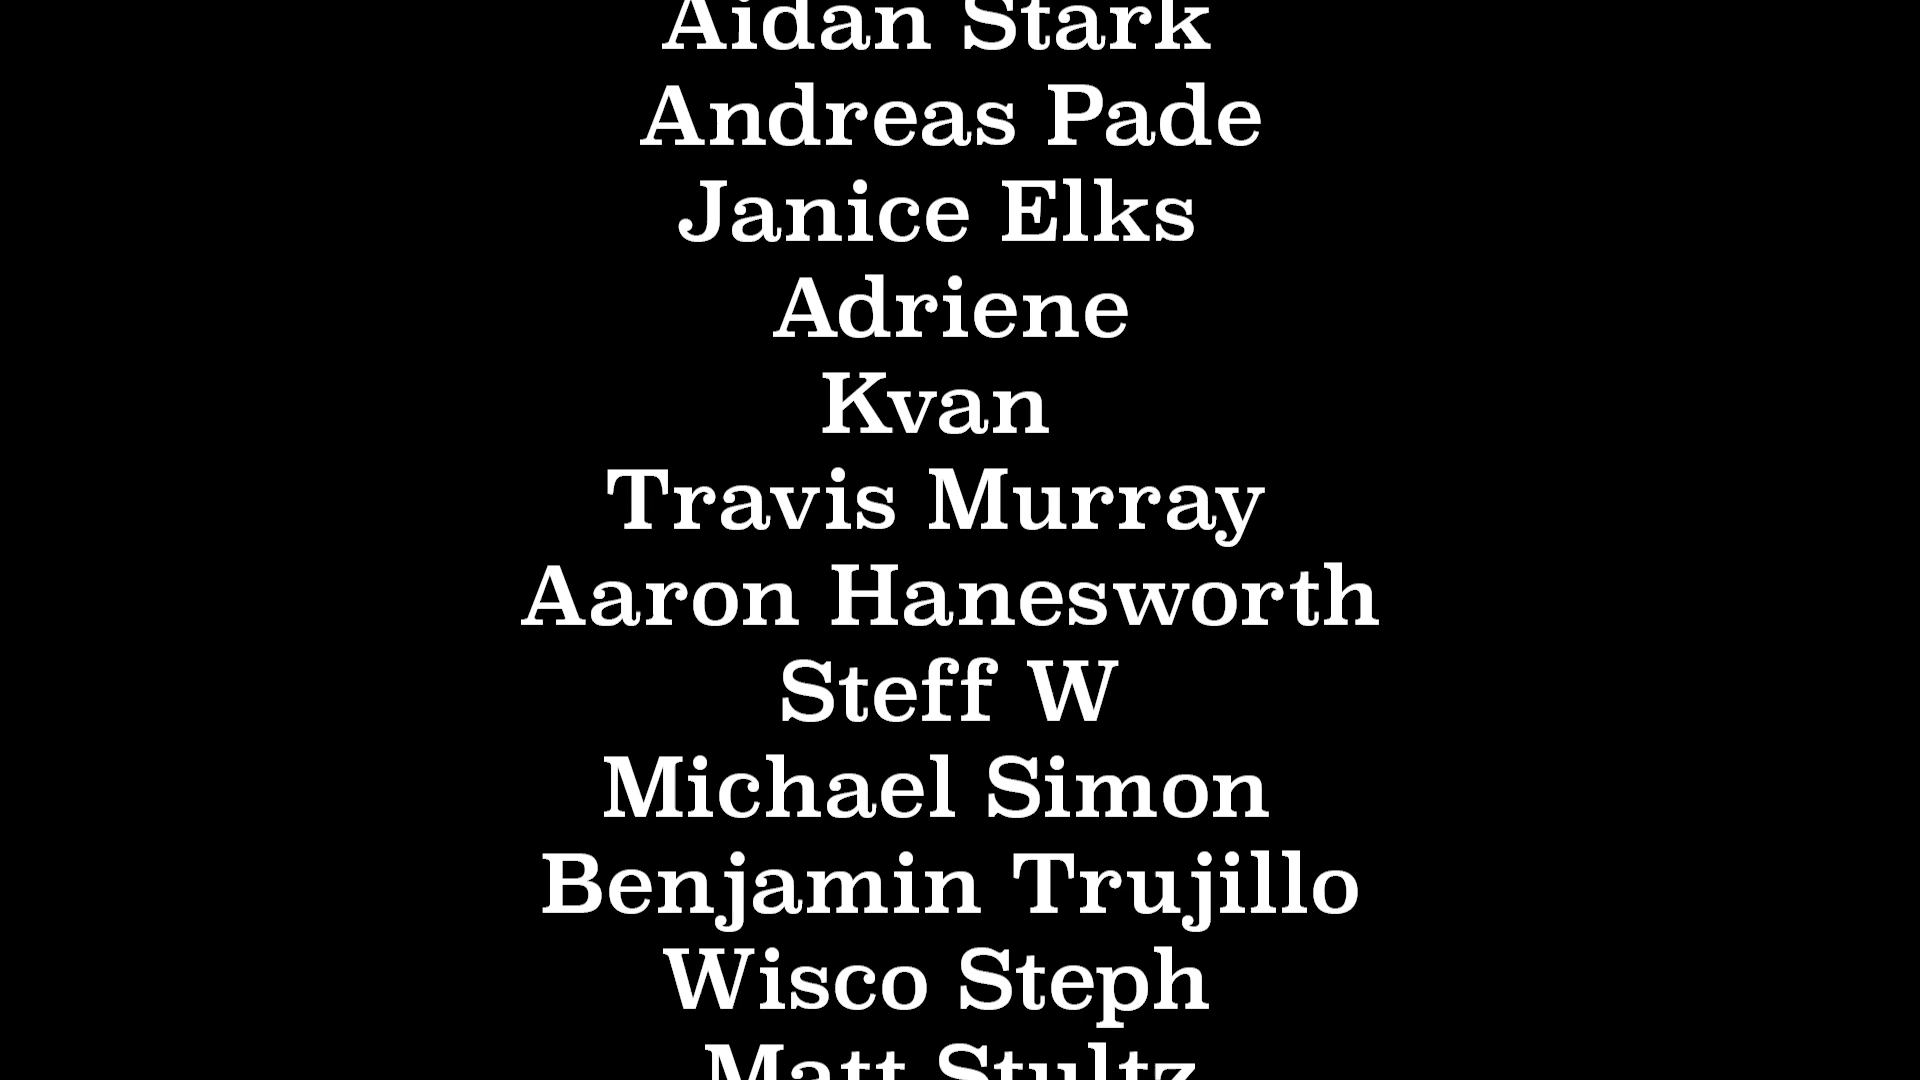 Aidan Stark
Andreas Pade
Janice Elks
Adriene
Kvan
Travis Murray
Aaron Hanesworth
Steff W
Michael Simon
Benjamin Trujillo
Wisco Steph
Matt Stultz